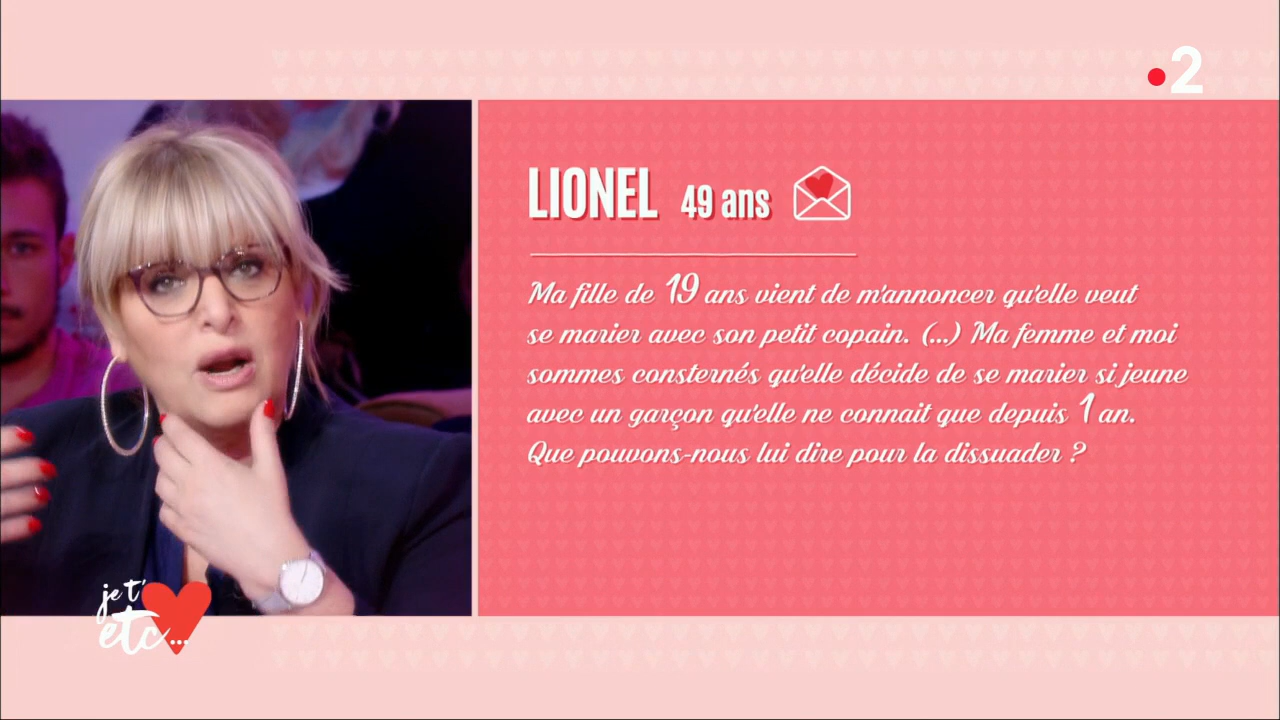 2
LIONEL 49 ans
Ma fille de 19 ans vient de m'annoncer qu'elle veut
se marier avec son petit copain. (...) Ma femme et moi
sommes consternés qu'elle décide de se marier si jeune
avec un garçon qu'elle ne connait que depuis 1 an.
Que pouvons-nous lui dire pour la dissuader ?
je t'
etc...